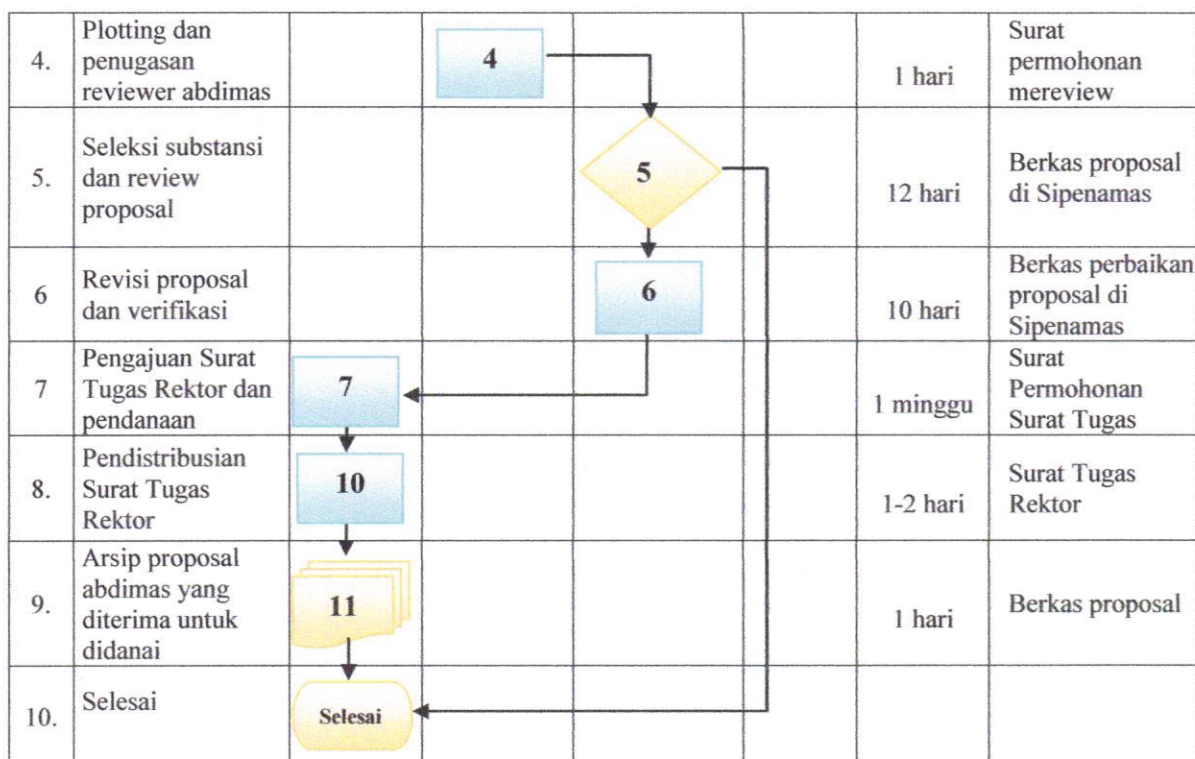 4.
Plotting dan
penugasan
reviewer abdimas
4
1 hari
Surat
permohonan
mereview
5.
Seleksi substansi
dan review
proposal
5
12 hari
Berkas proposal
di Sipenamas
6
Revisi proposal
dan verifikasi
6
10 hari
Berkas perbaikan
proposal di
Sipenamas
7
Pengajuan Surat
Tugas Rektor dan
pendanaan
7
1 minggu
Surat
Permohonan
Surat Tugas
8.
Pendistribusian
Surat Tugas
Rektor
10
1-2 hari
Surat Tugas
Rektor
9.
Arsip proposal
abdimas yang
diterima untuk
didanai
11
1 hari
Berkas proposal
10.
Selesai
Selesai